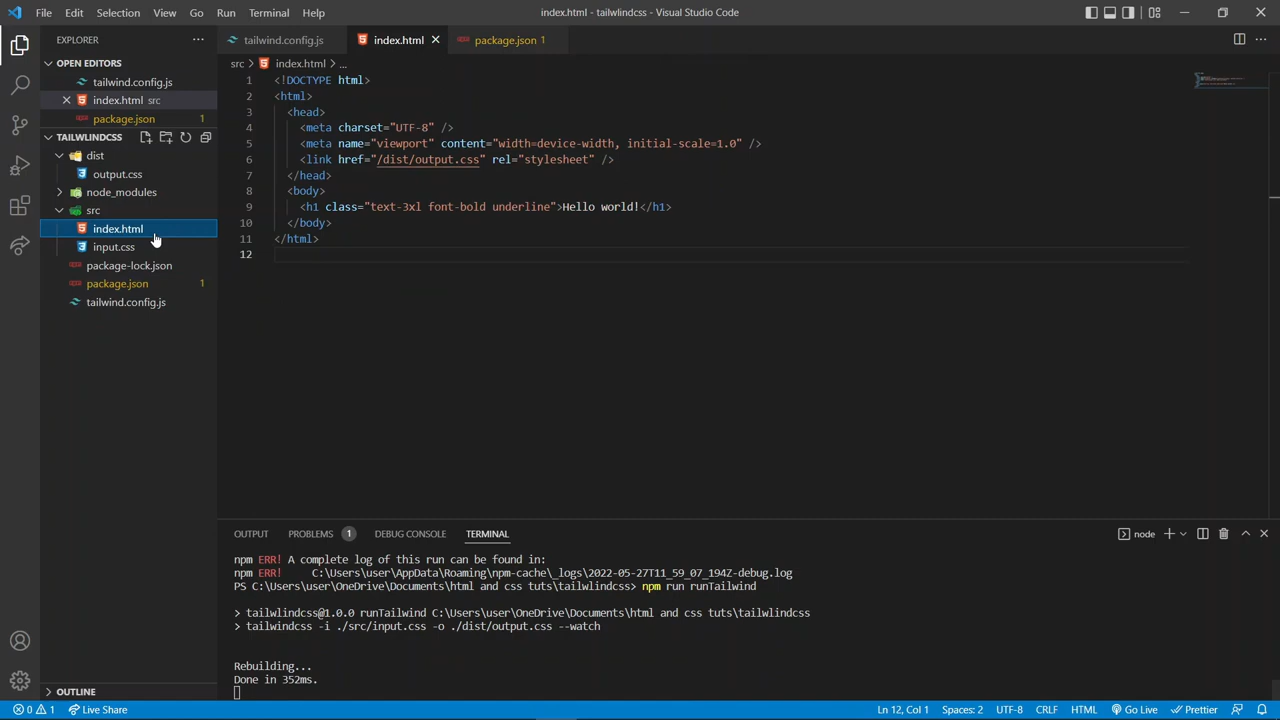 File Edit Selection View Go Run Terminal Help index.html - tailwlindcss - Visual Studio Code
EXPLORER
OPEN EDITORS
tailwind.config.js
index.html src
package.json
TAILWLINDCSS
dist
output.css
node_modules
src
index.html
input.css
package-lock.json
package.json 1
tailwind.config.js
OUTLINE
tailwind.config.js index.html package.json 1
src > index.html > ...
1 <!DOCTYPE html>
2 <html>
3 <head>
4 <meta charset="UTF-8" />
5 <meta name="viewport" content="width=device-width, initial-scale=1.0" />
6 <link href="/dist/output.css" rel="stylesheet" />
7 </head>
8 <body>
9 <h1 class="text-3xl font-bold underline">Hello world!</h1>
10 </body>
11 </html>
12
OUTPUT PROBLEMS 1 DEBUG CONSOLE TERMINAL node
npm ERR! A complete log of this run can be found in:
npm ERR! C:\Users\user\AppData\Roaming\npm-cache\_logs\2022-05-27T11_59_07_194Z-debug.log
PS C:\Users\user\OneDrive\Documents\html and css tuts\tailwlindcss> npm run runTailwind
> tailwlindcss@1.0.0 runTailwind C:\Users\user\OneDrive\Documents\html and css tuts\tailwlindcss
> tailwindcss -i ./src/input.css -o ./dist/output.css --watch
Rebuilding...
Done in 352ms.
0 1 Live Share Ln 12, Col 1 Spaces: 2 UTF-8 CRLF HTML Go Live Prettier